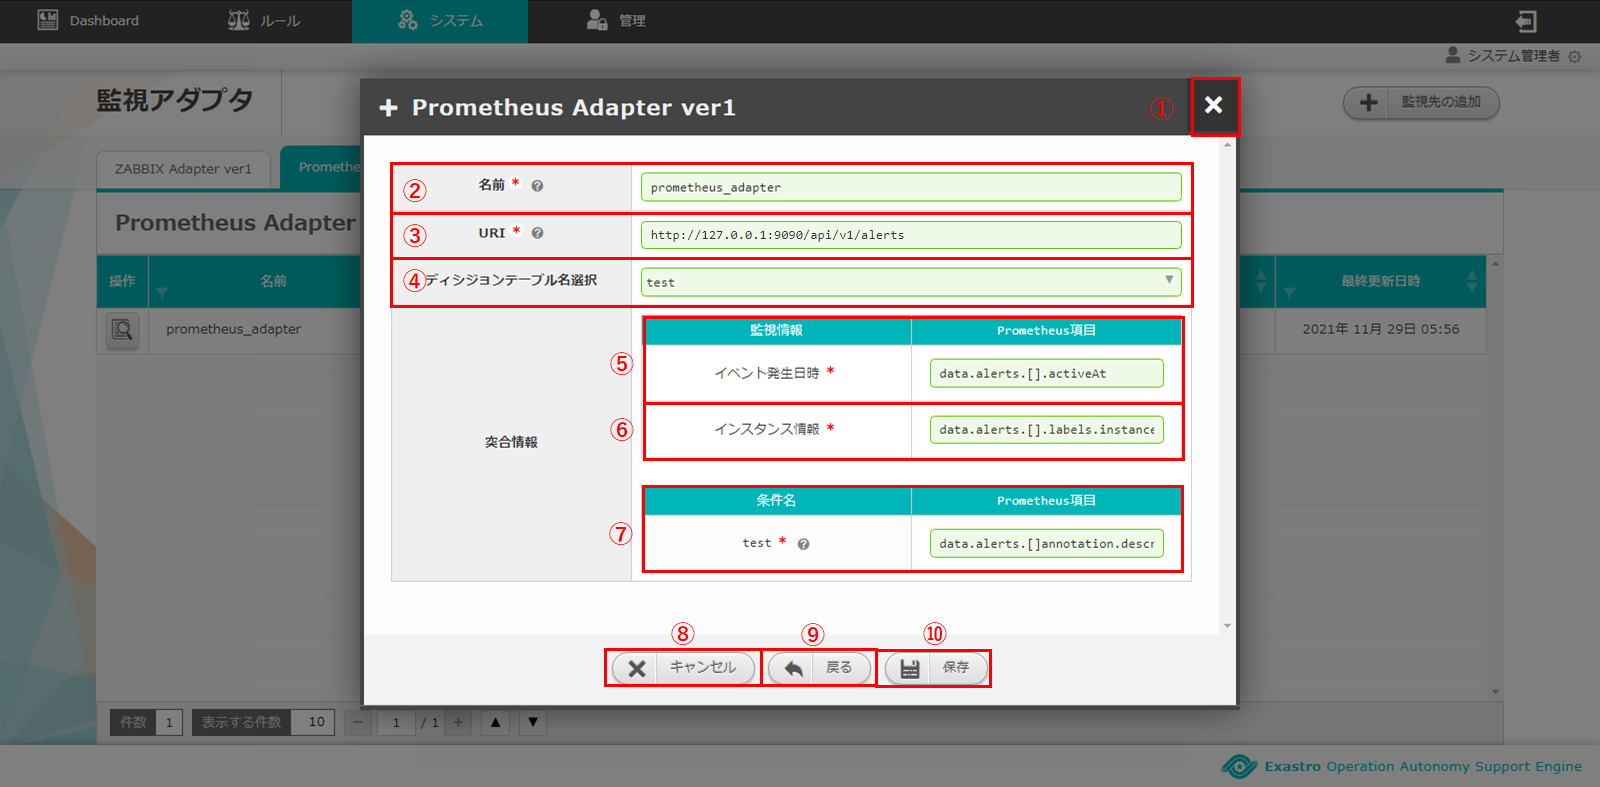 Dashboard
ルール
システム
管理
システム管理者
監視アダプタ
監視先の追加
ZABBIX Adapter ver1
Promethe
Prometheus Adapter
操作
名前
最終更新日時
prometheus_adapter
2021年 11月 29日 05:56
Prometheus Adapter ver1
①
②
名前 *
prometheus_adapter
③
URI *
http://127.0.0.1:9090/api/v1/alerts
④
ディシジョンテーブル名選択
test
突合情報
監視情報
Prometheus項目
⑤
イベント発生日時 *
data.alerts.[].activeAt
⑥
インスタンス情報 *
data.alerts.[].labels.instance
条件名
Prometheus項目
⑦
test *
data.alerts.[]annotation.descr
⑧
⑨
⑩
キャンセル
戻る
保存
件数
1
表示する件数
10
1
/ 1
Exastro Operation Autonomy Support Engine